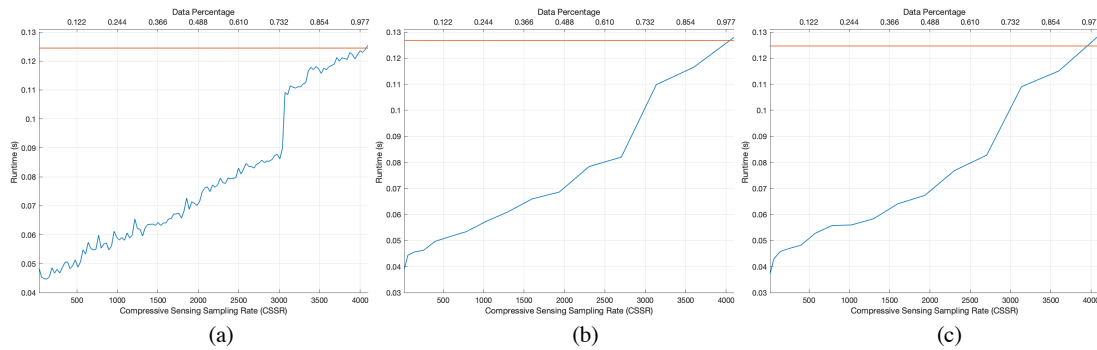 Data Percentage
0.122 0.244 0.366 0.488 0.610 0.732 0.854 0.977
0.13
0.12
0.11
0.1
0.09
0.08
0.07
0.06
0.05
0.04
Runtime (s)
500 1000 1500 2000 2500 3000 3500 4000
Compressive Sensing Sampling Rate (CSSR)
(a)
Data Percentage
0.122 0.244 0.366 0.488 0.610 0.732 0.854 0.977
0.13
0.12
0.11
0.1
0.09
0.08
0.07
0.06
0.05
0.04
0.03
Runtime (s)
500 1000 1500 2000 2500 3000 3500 4000
Compressive Sensing Sampling Rate (CSSR)
(b)
Data Percentage
0.122 0.244 0.366 0.488 0.610 0.732 0.854 0.97
0.13
0.12
0.11
0.1
0.09
0.08
0.07
0.06
0.05
0.04
0.03
Runtime (s)
500 1000 1500 2000 2500 3000 3500 4000
Compressive Sensing Sampling Rate (CSSR)
(c)